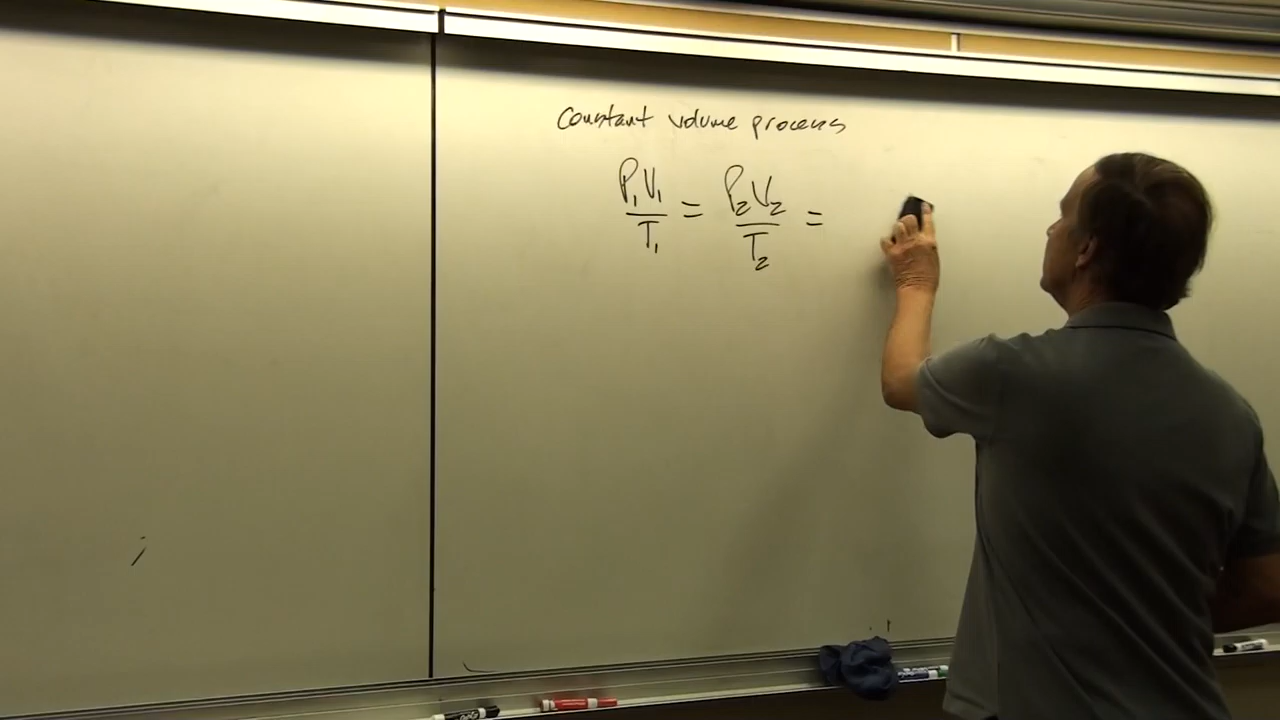 Constant volume process
P₁V₁/T₁ = P₂V₂/T₂ =